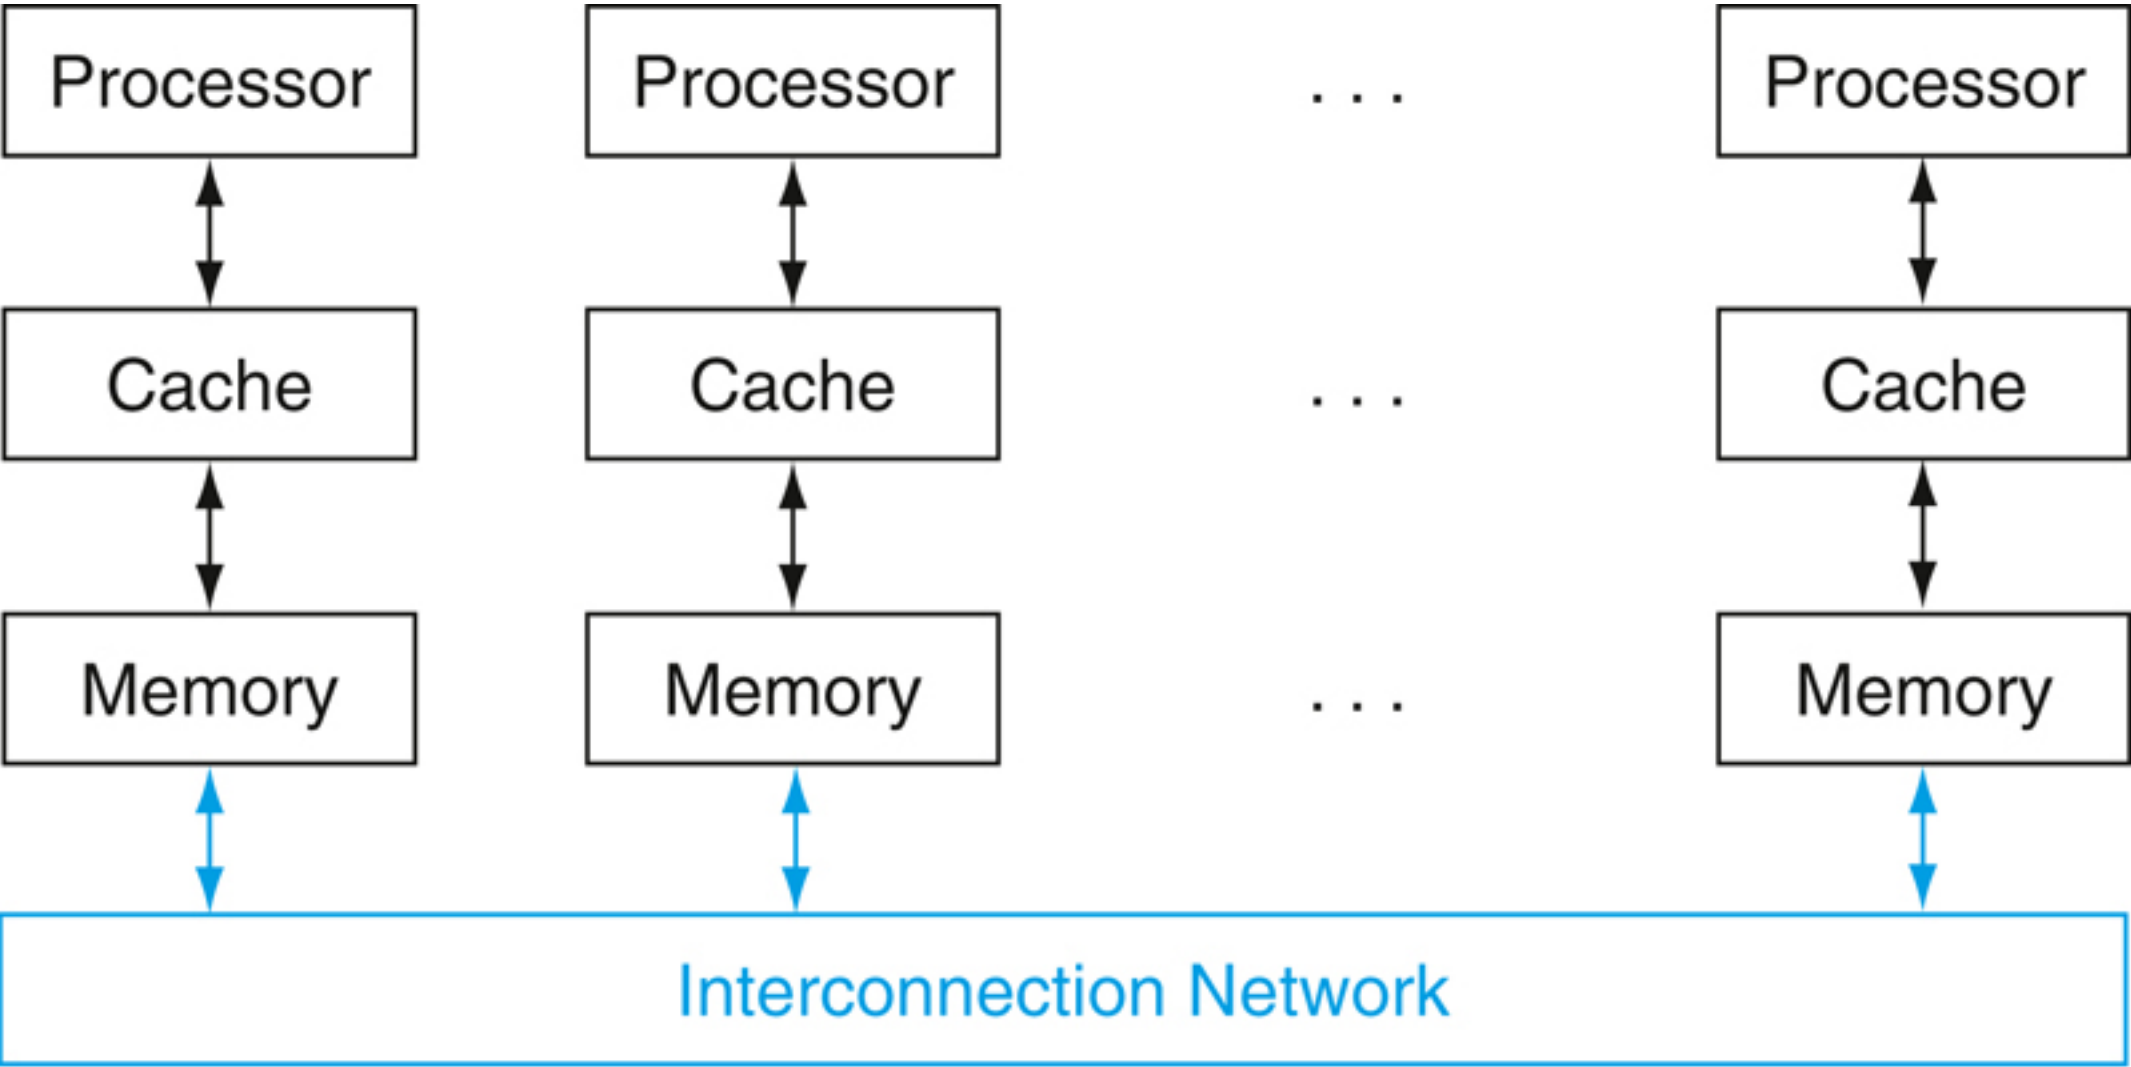 Processor Processor . . . Processor
Cache Cache . . . Cache
Memory Memory . . . Memory
Interconnection Network